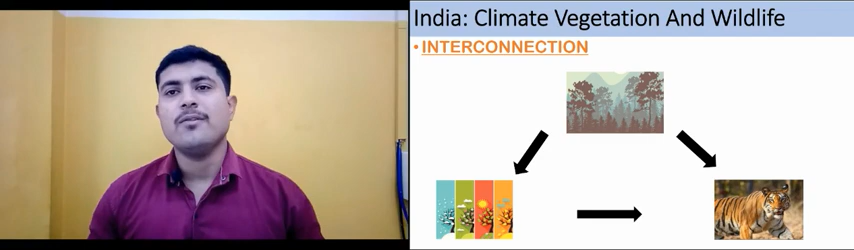 India: Climate Vegetation And Wildlife
• INTERCONNECTION